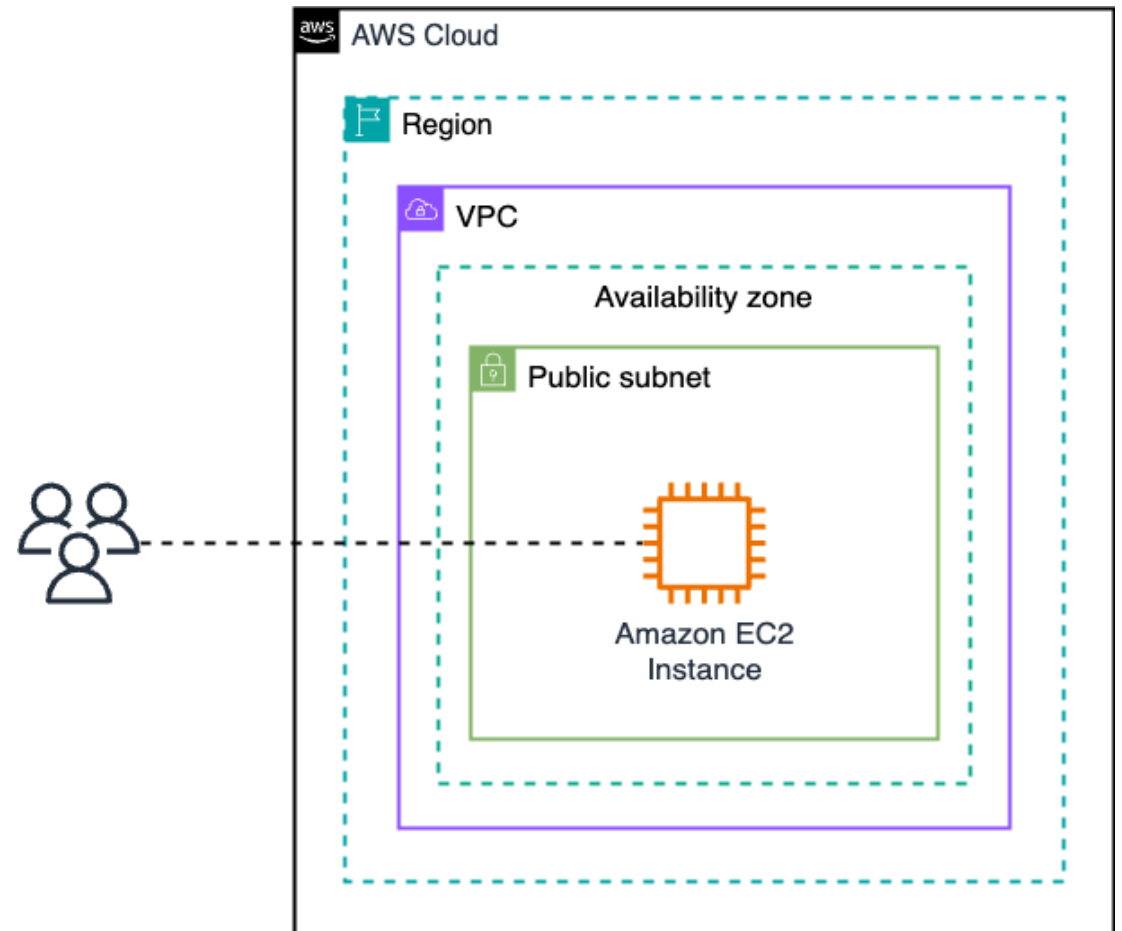 aws
AWS Cloud
Region
VPC
Availability zone
Public subnet
Amazon EC2
Instance